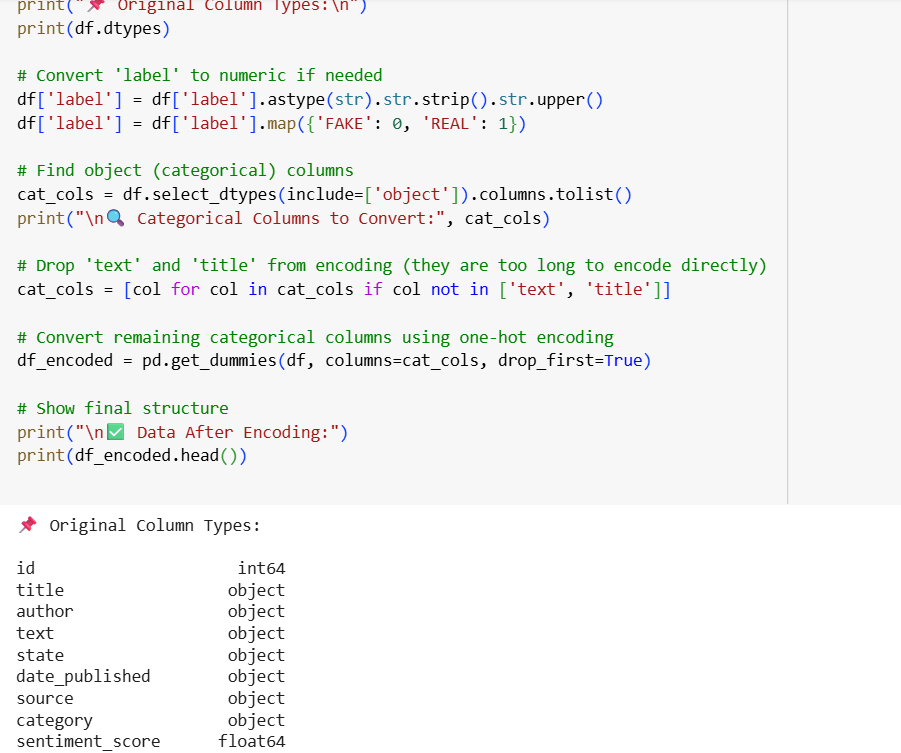 print("📌 Original Column Types:\n")
print(df.dtypes)
# Convert 'label' to numeric if needed
df['label'] = df['label'].astype(str).str.strip().str.upper()
df['label'] = df['label'].map({'FAKE': 0, 'REAL': 1})
# Find object (categorical) columns
cat_cols = df.select_dtypes(include=['object']).columns.tolist()
print("\n🔍 Categorical Columns to Convert:", cat_cols)
# Drop 'text' and 'title' from encoding (they are too long to encode directly)
cat_cols = [col for col in cat_cols if col not in ['text', 'title']]
# Convert remaining categorical columns using one-hot encoding
df_encoded = pd.get_dummies(df, columns=cat_cols, drop_first=True)
# Show final structure
print("\n✅ Data After Encoding:")
print(df_encoded.head())
📌 Original Column Types:
id int64
title object
author object
text object
state object
date_published object
source object
category object
sentiment_score float64